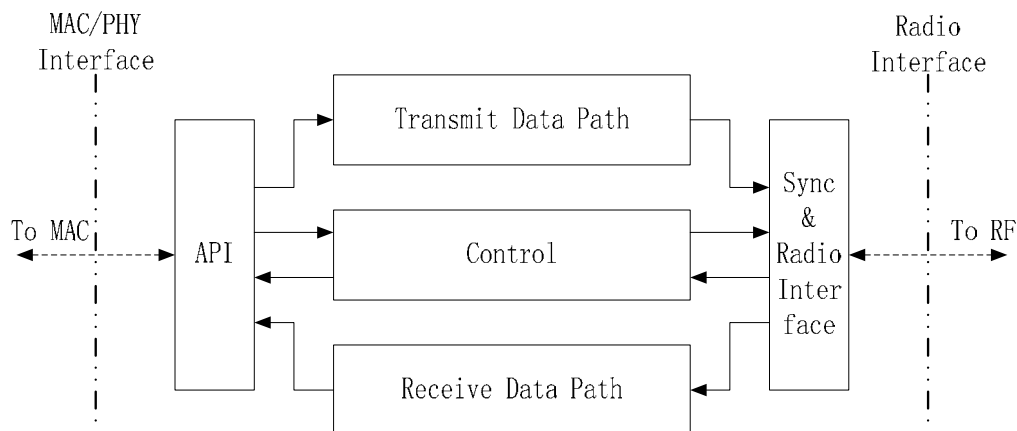 MAC/PHY
Interface
Radio
Interface
Transmit Data Path
To MAC
API
Control
Sync
&
Radio
Inter
face
To RF
Receive Data Path